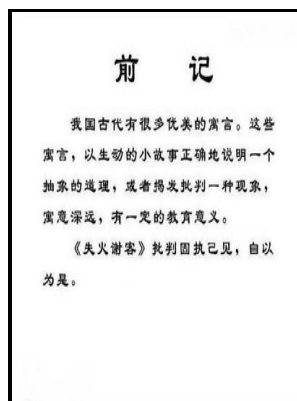 前 记
我国古代有很多优美的寓言。这些
寓言，以生动的小故事正确地说明一个
抽象的道理，或者揭发批判一种现象，
寓意深远，有一定的教育意义。
《失火谢客》批判固执己见，自以
为是。